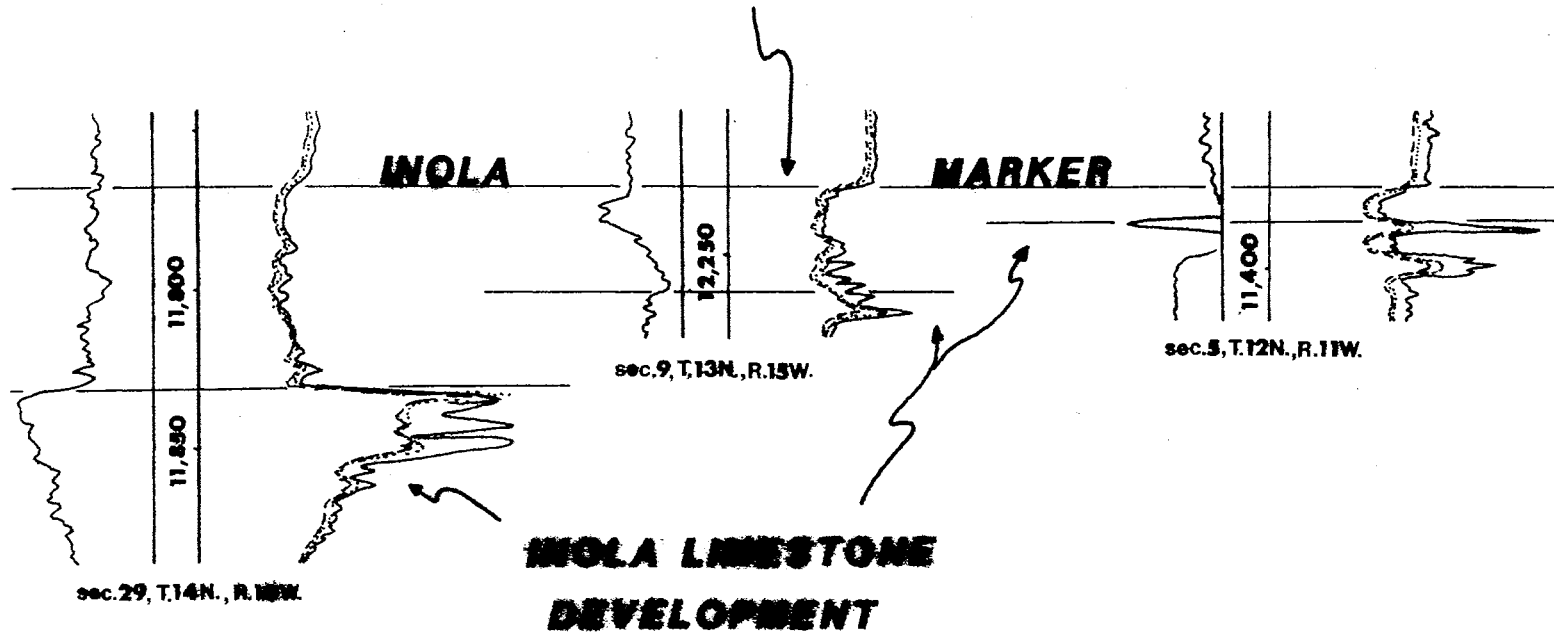 INOLA MARKER
11,800
11,850
12,250
11,400
sec.29, T.14N., 
sec.9, T.13N., R.15W.
sec.5, T.12N., R.11W.
INOLA LIMESTONE
DEVELOPMENT